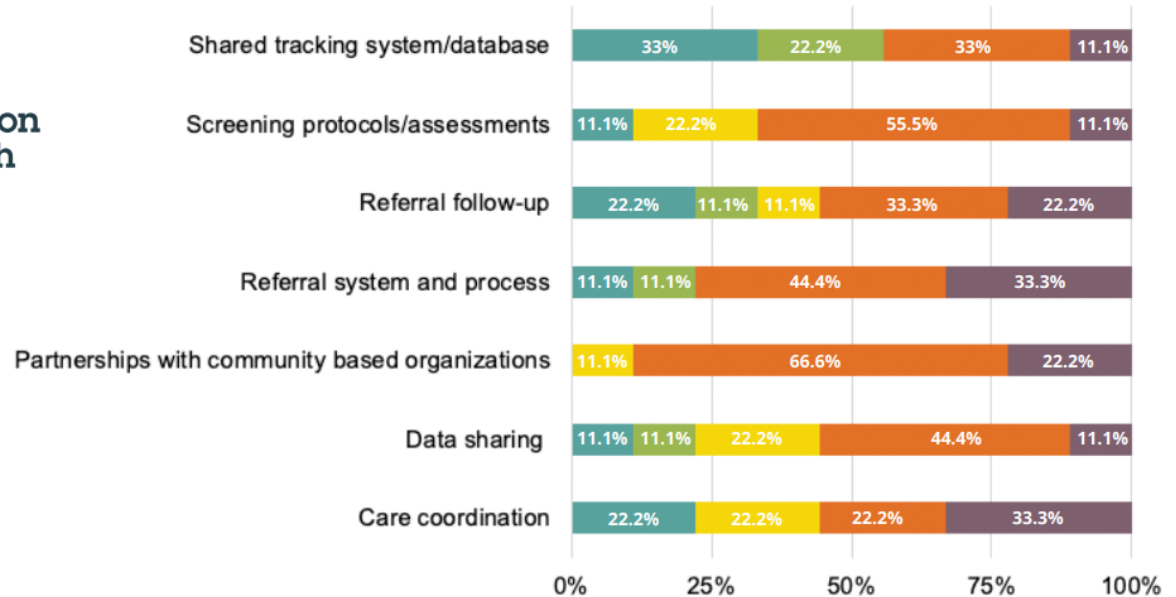 Shared tracking system/database
33% 22.2% 33% 11.1%
on
h
Screening protocols/assessments
11.1% 22.2% 55.5% 11.1%
Referral follow-up
22.2% 11.1% 11.1% 33.3% 22.2%
Referral system and process
11.1% 11.1% 44.4% 33.3%
Partnerships with community based organizations
11.1% 66.6% 22.2%
Data sharing
11.1% 11.1% 22.2% 44.4% 11.1%
Care coordination
22.2% 22.2% 22.2% 33.3%
0% 25% 50% 75% 100%